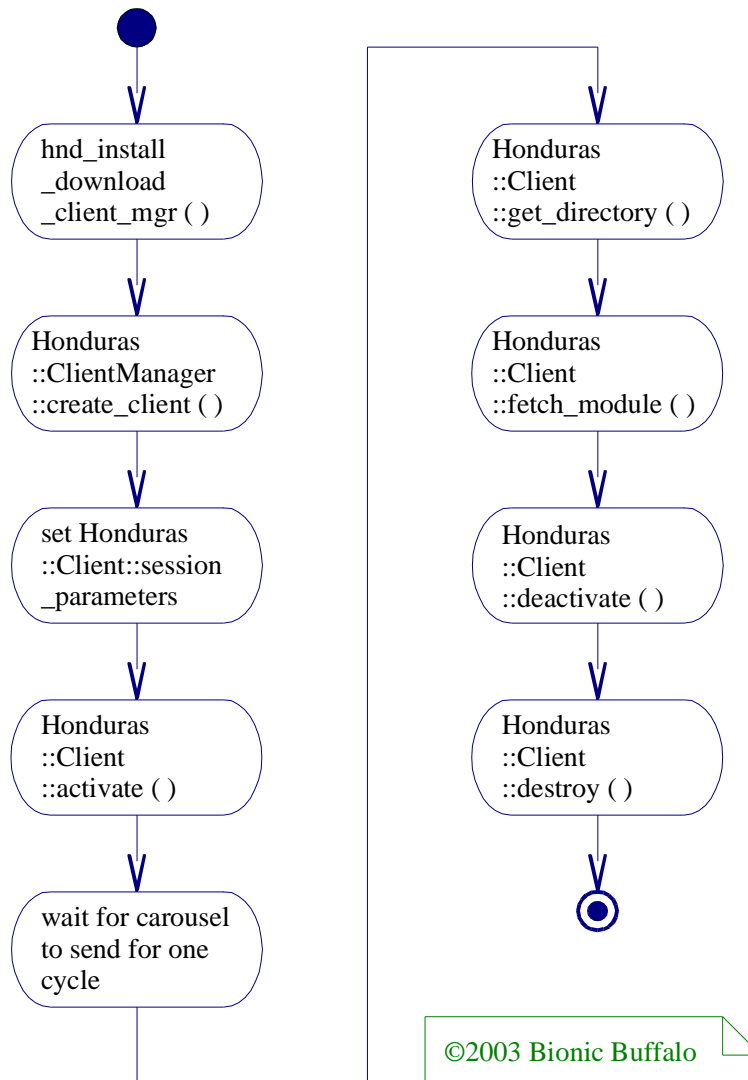 hnd_install
_download
_client_mgr ( )
Honduras
::ClientManager
::create_client ( )
set Honduras
::Client::session
_parameters
Honduras
::Client
::activate ( )
wait for carousel
to send for one
cycle
Honduras
::Client
::get_directory ( )
Honduras
::Client
::fetch_module ( )
Honduras
::Client
::deactivate ( )
Honduras
::Client
::destroy ( )
©2003 Bionic Buffalo